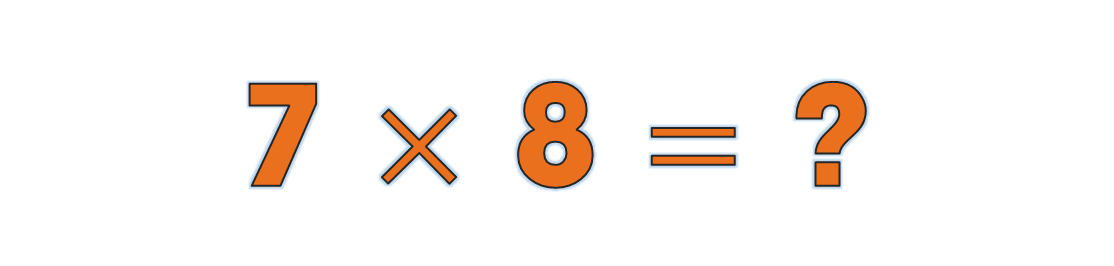 7 × 8 = ?